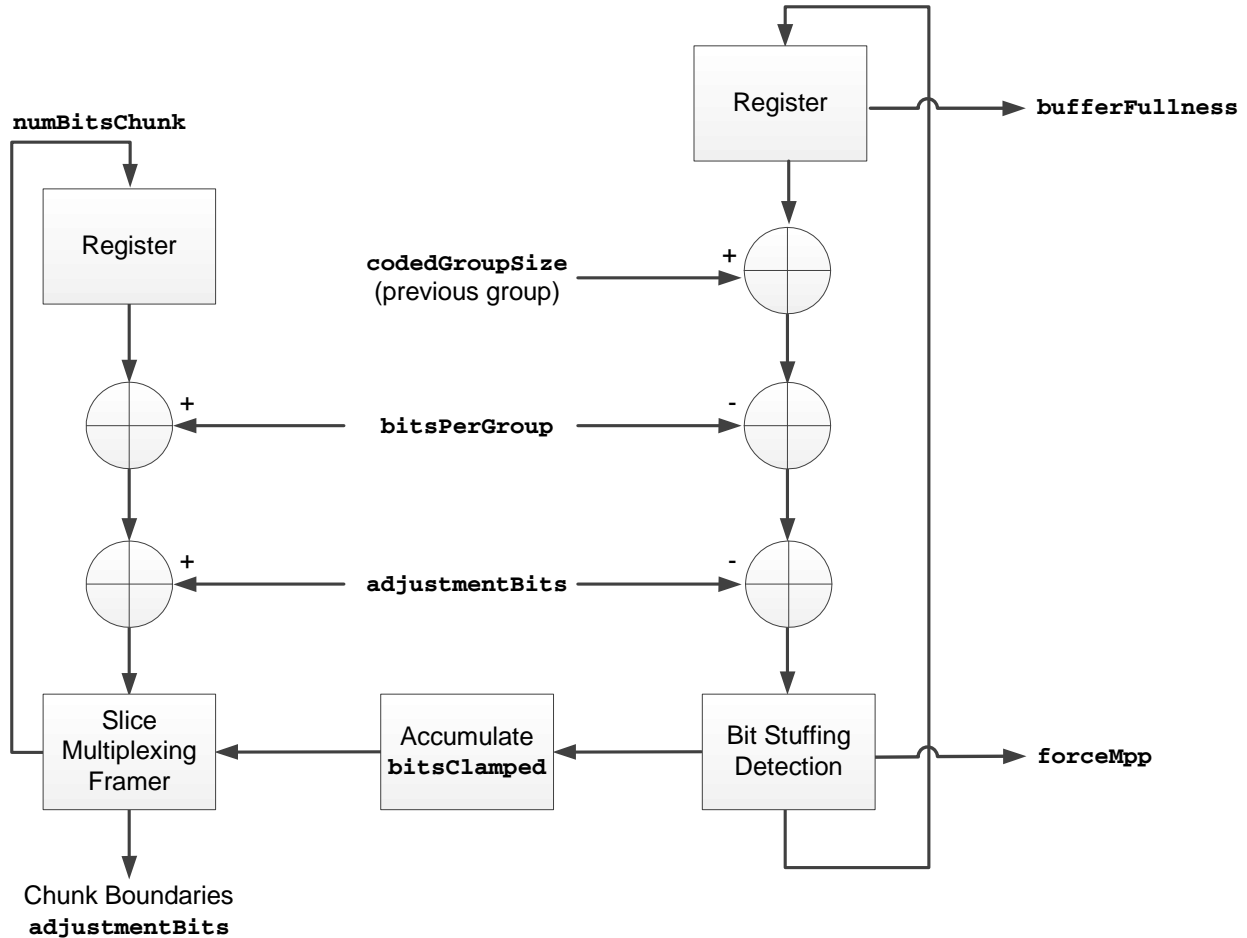 Register
bufferFullness
numBitsChunk
Register
codedGroupSize
(previous group)
+
+
bitsPerGroup
-
+
adjustmentBits
-
Slice
Multiplexing
Framer
Accumulate
bitsClamped
Bit Stuffing
Detection
forceMpp
Chunk Boundaries
adjustmentBits